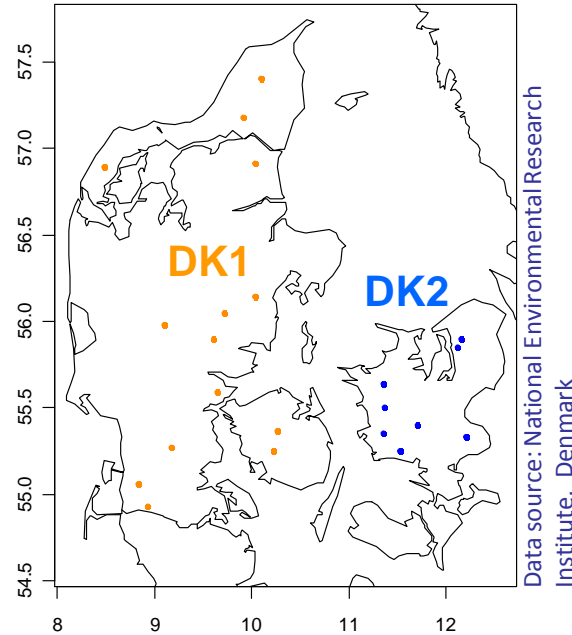 57.5
57.0
56.5
56.0
55.5
55.0
54.5
DK1
DK2
8 9 10 11 12
Data source: National Environmental Research
Institute, Denmark